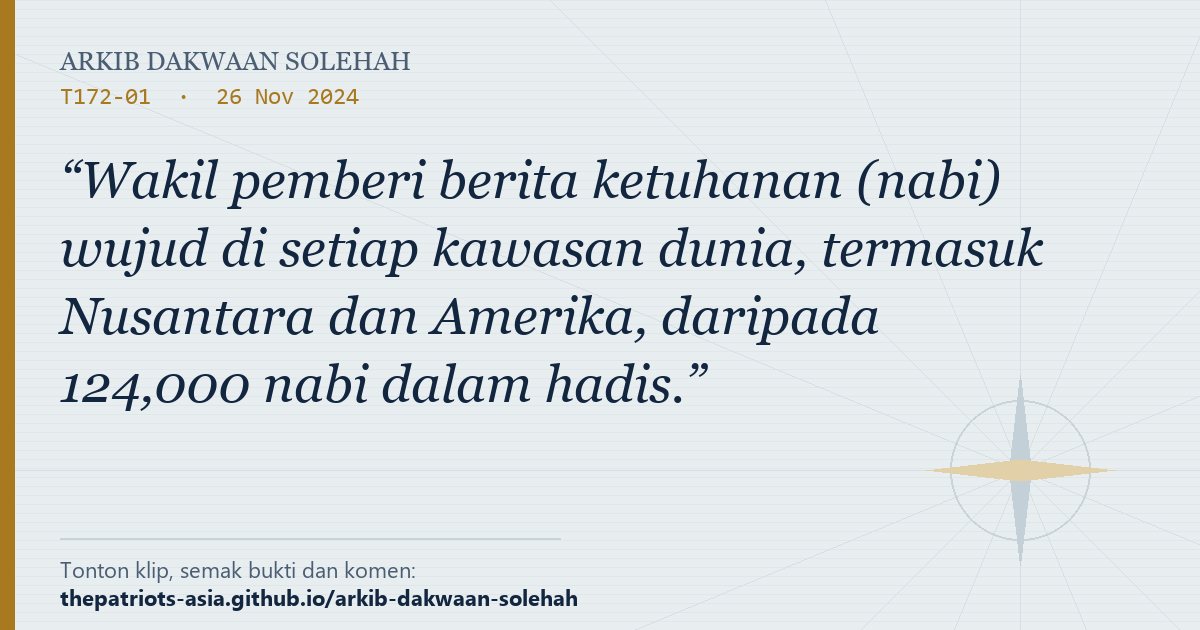 ARKIB DAKWAAN SOLEHAH
T172-01 · 26 Nov 2024
“Wakil pemberi berita ketuhanan (nabi)
wujud di setiap kawasan dunia, termasuk
Nusantara dan Amerika, daripada
124,000 nabi dalam hadis.”
Tonton klip, semak bukti dan komen:
thepatriots-asia.github.io/arkib-dakwaan-solehah